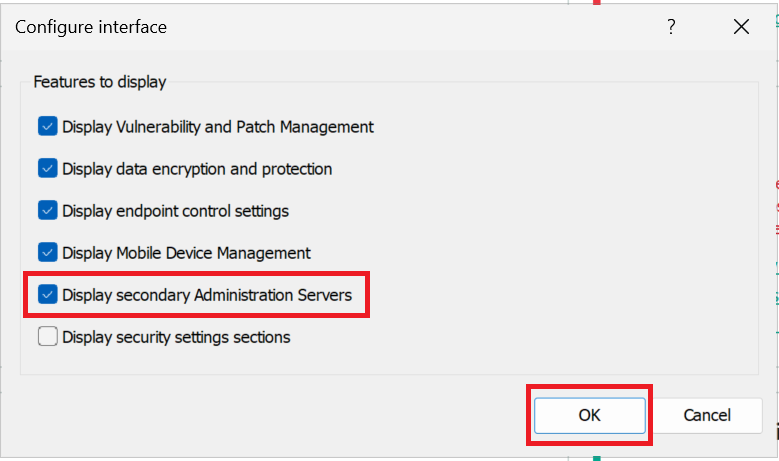 Configure interface
?
Features to display
Display Vulnerability and Patch Management
Display data encryption and protection
Display endpoint control settings
Display Mobile Device Management
Display secondary Administration Servers
Display security settings sections
OK
Cancel